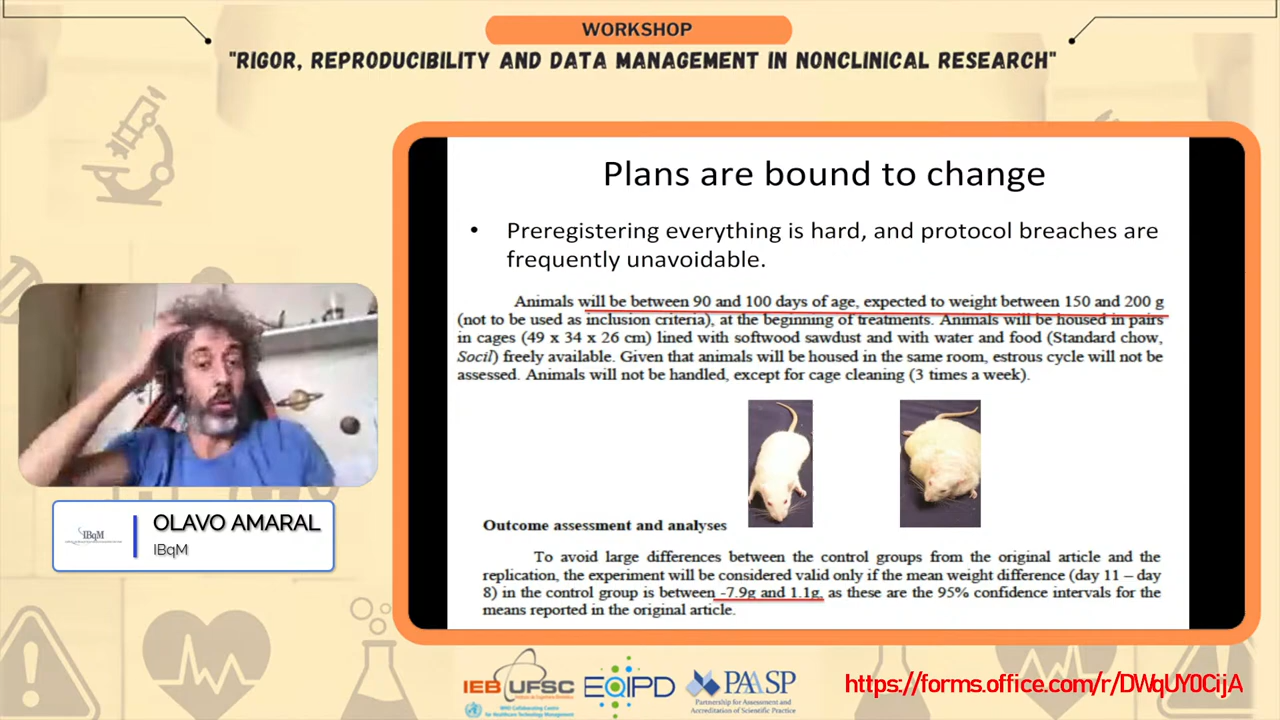 WORKSHOP
"RIGOR, REPRODUCIBILITY AND DATA MANAGEMENT IN NONCLINICAL RESEARCH"
Plans are bound to change
• Preregistering everything is hard, and protocol breaches are
frequently unavoidable.
Animals will be between 90 and 100 days of age, expected to weight between 150 and 200 g
(not to be used as inclusion criteria), at the beginning of treatments. Animals will be housed in pairs
in cages (49 x 34 x 26 cm) lined with softwood sawdust and with water and food (Standard chow,
Socil) freely available. Given that animals will be housed in the same room, estrous cycle will not be
assessed. Animals will not be handled, except for cage cleaning (3 times a week).
Outcome assessment and analyses
To avoid large differences between the control groups from the original article and the
replication, the experiment will be considered valid only if the mean weight difference (day 11 – day
8) in the control group is between -7.9g and 1.1g, as these are the 95% confidence intervals for the
means reported in the original article.
IBqM
OLAVO AMARAL
IBqM
IEB UFSC
WHO Collaborating Centre
for Healthcare Technology Management
EQIPD
PAASP
Partnership for Assessment and
Accreditation of Scientific Practice
https://forms.office.com/r/DWqUY0CijA